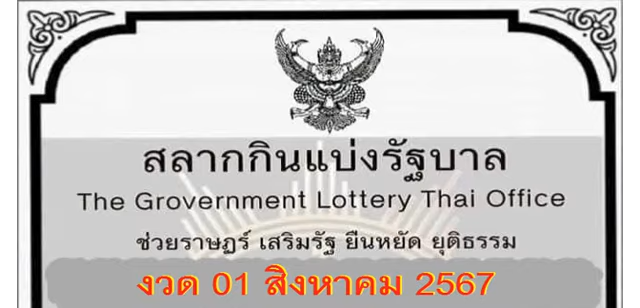 สลากกินแบ่งรัฐบาล
The Grovernment Lottery Thai Office
ช่วยราษฎร์ เสริมรัฐ ยืนหยัด ยุติธรรม
งวด 01 สิงหาคม 2567